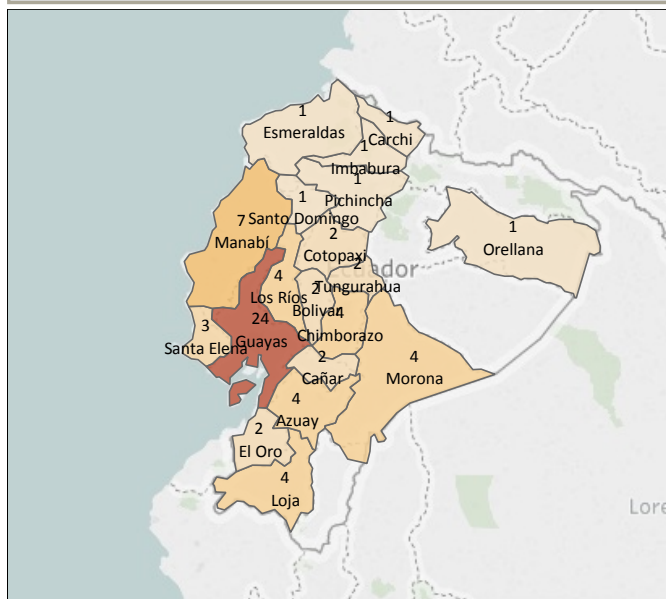 1
Esmeraldas
1
Carchi
1
Imbabura
1
Pichincha
1
Santo Domingo
7
Manabí
2
Cotopaxi
1
Orellana
Ecuador
2
Tungurahua
4
Los Ríos
2
Bolivar
4
Chimborazo
3
Santa Elena
24
Guayas
2
Cañar
4
Morona
4
Azuay
2
El Oro
4
Loja
Lore